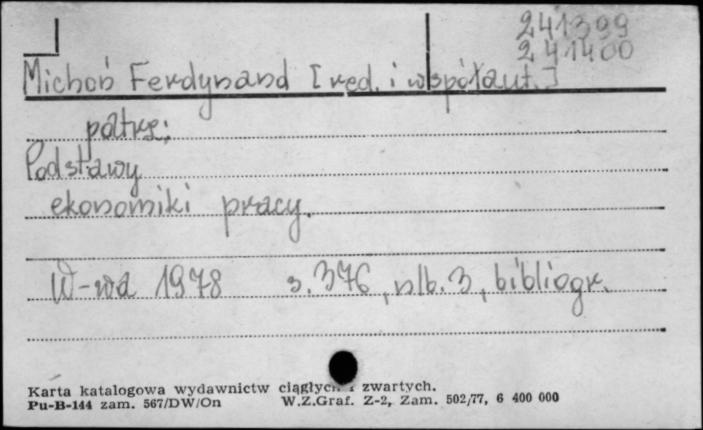 241399
241400
Michoń Ferdynand [red. i współaut.]
patrz:
Podstawy
ekonomiki pracy.
W-wa 1978 s. 376, nlb. 3, bibliogr.
Karta katalogowa wydawnictw ciągłych i zwartych.
Pu-B-144 zam. 567/DW/On W.Z.Graf. Z-2, Zam. 502/77, 6 400 000